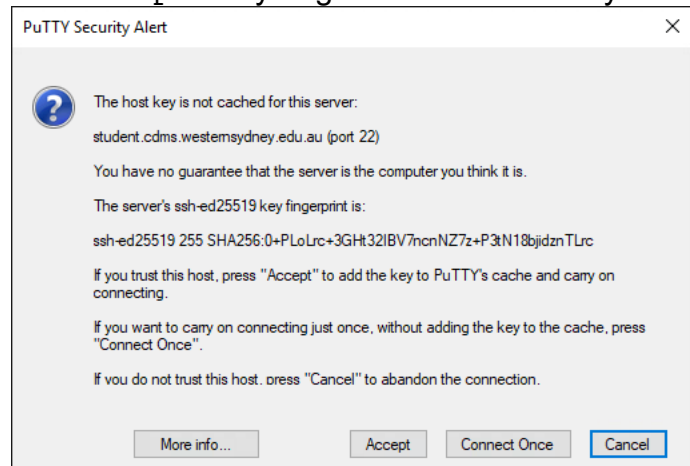 PuTTY Security Alert
The host key is not cached for this server:
student.cdms.westernsydney.edu.au (port 22)
You have no guarantee that the server is the computer you think it is.
The server's ssh-ed25519 key fingerprint is:
ssh-ed25519 255 SHA256:0+PLoLrc+3GHt32IBV7ncnNZ7z+P3tN18bjidznTLrc
If you trust this host, press "Accept" to add the key to PuTTY's cache and carry on
connecting.
If you want to carry on connecting just once, without adding the key to the cache, press
"Connect Once".
If you do not trust this host, press "Cancel" to abandon the connection.
More info... Accept Connect Once Cancel